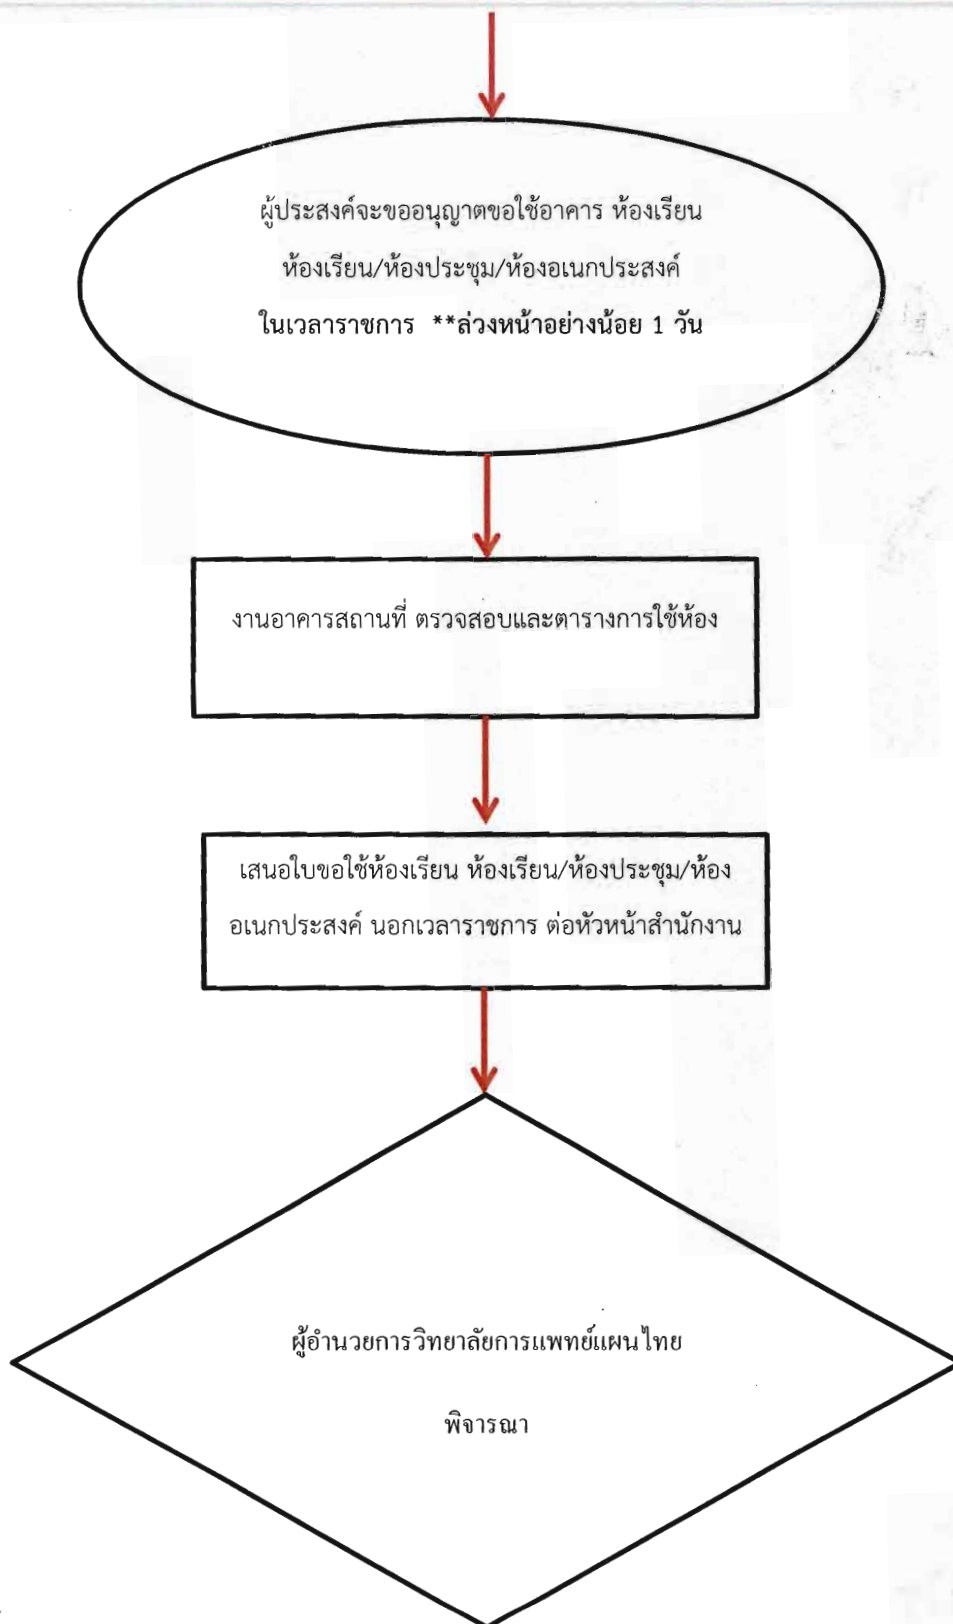 ผู้ประสงค์จะขออนุญาตขอใช้อาคาร ห้องเรียน
ห้องเรียน/ห้องประชุม/ห้องอเนกประสงค์
ในเวลาราชการ **ล่วงหน้าอย่างน้อย 1 วัน
งานอาคารสถานที่ ตรวจสอบและตารางการใช้ห้อง
เสนอใบขอใช้ห้องเรียน ห้องเรียน/ห้องประชุม/ห้อง
อเนกประสงค์ นอกเวลาราชการ ต่อหัวหน้าสำนักงาน
ผู้อำนวยการวิทยาลัยการแพทย์แผนไทย
พิจารณา